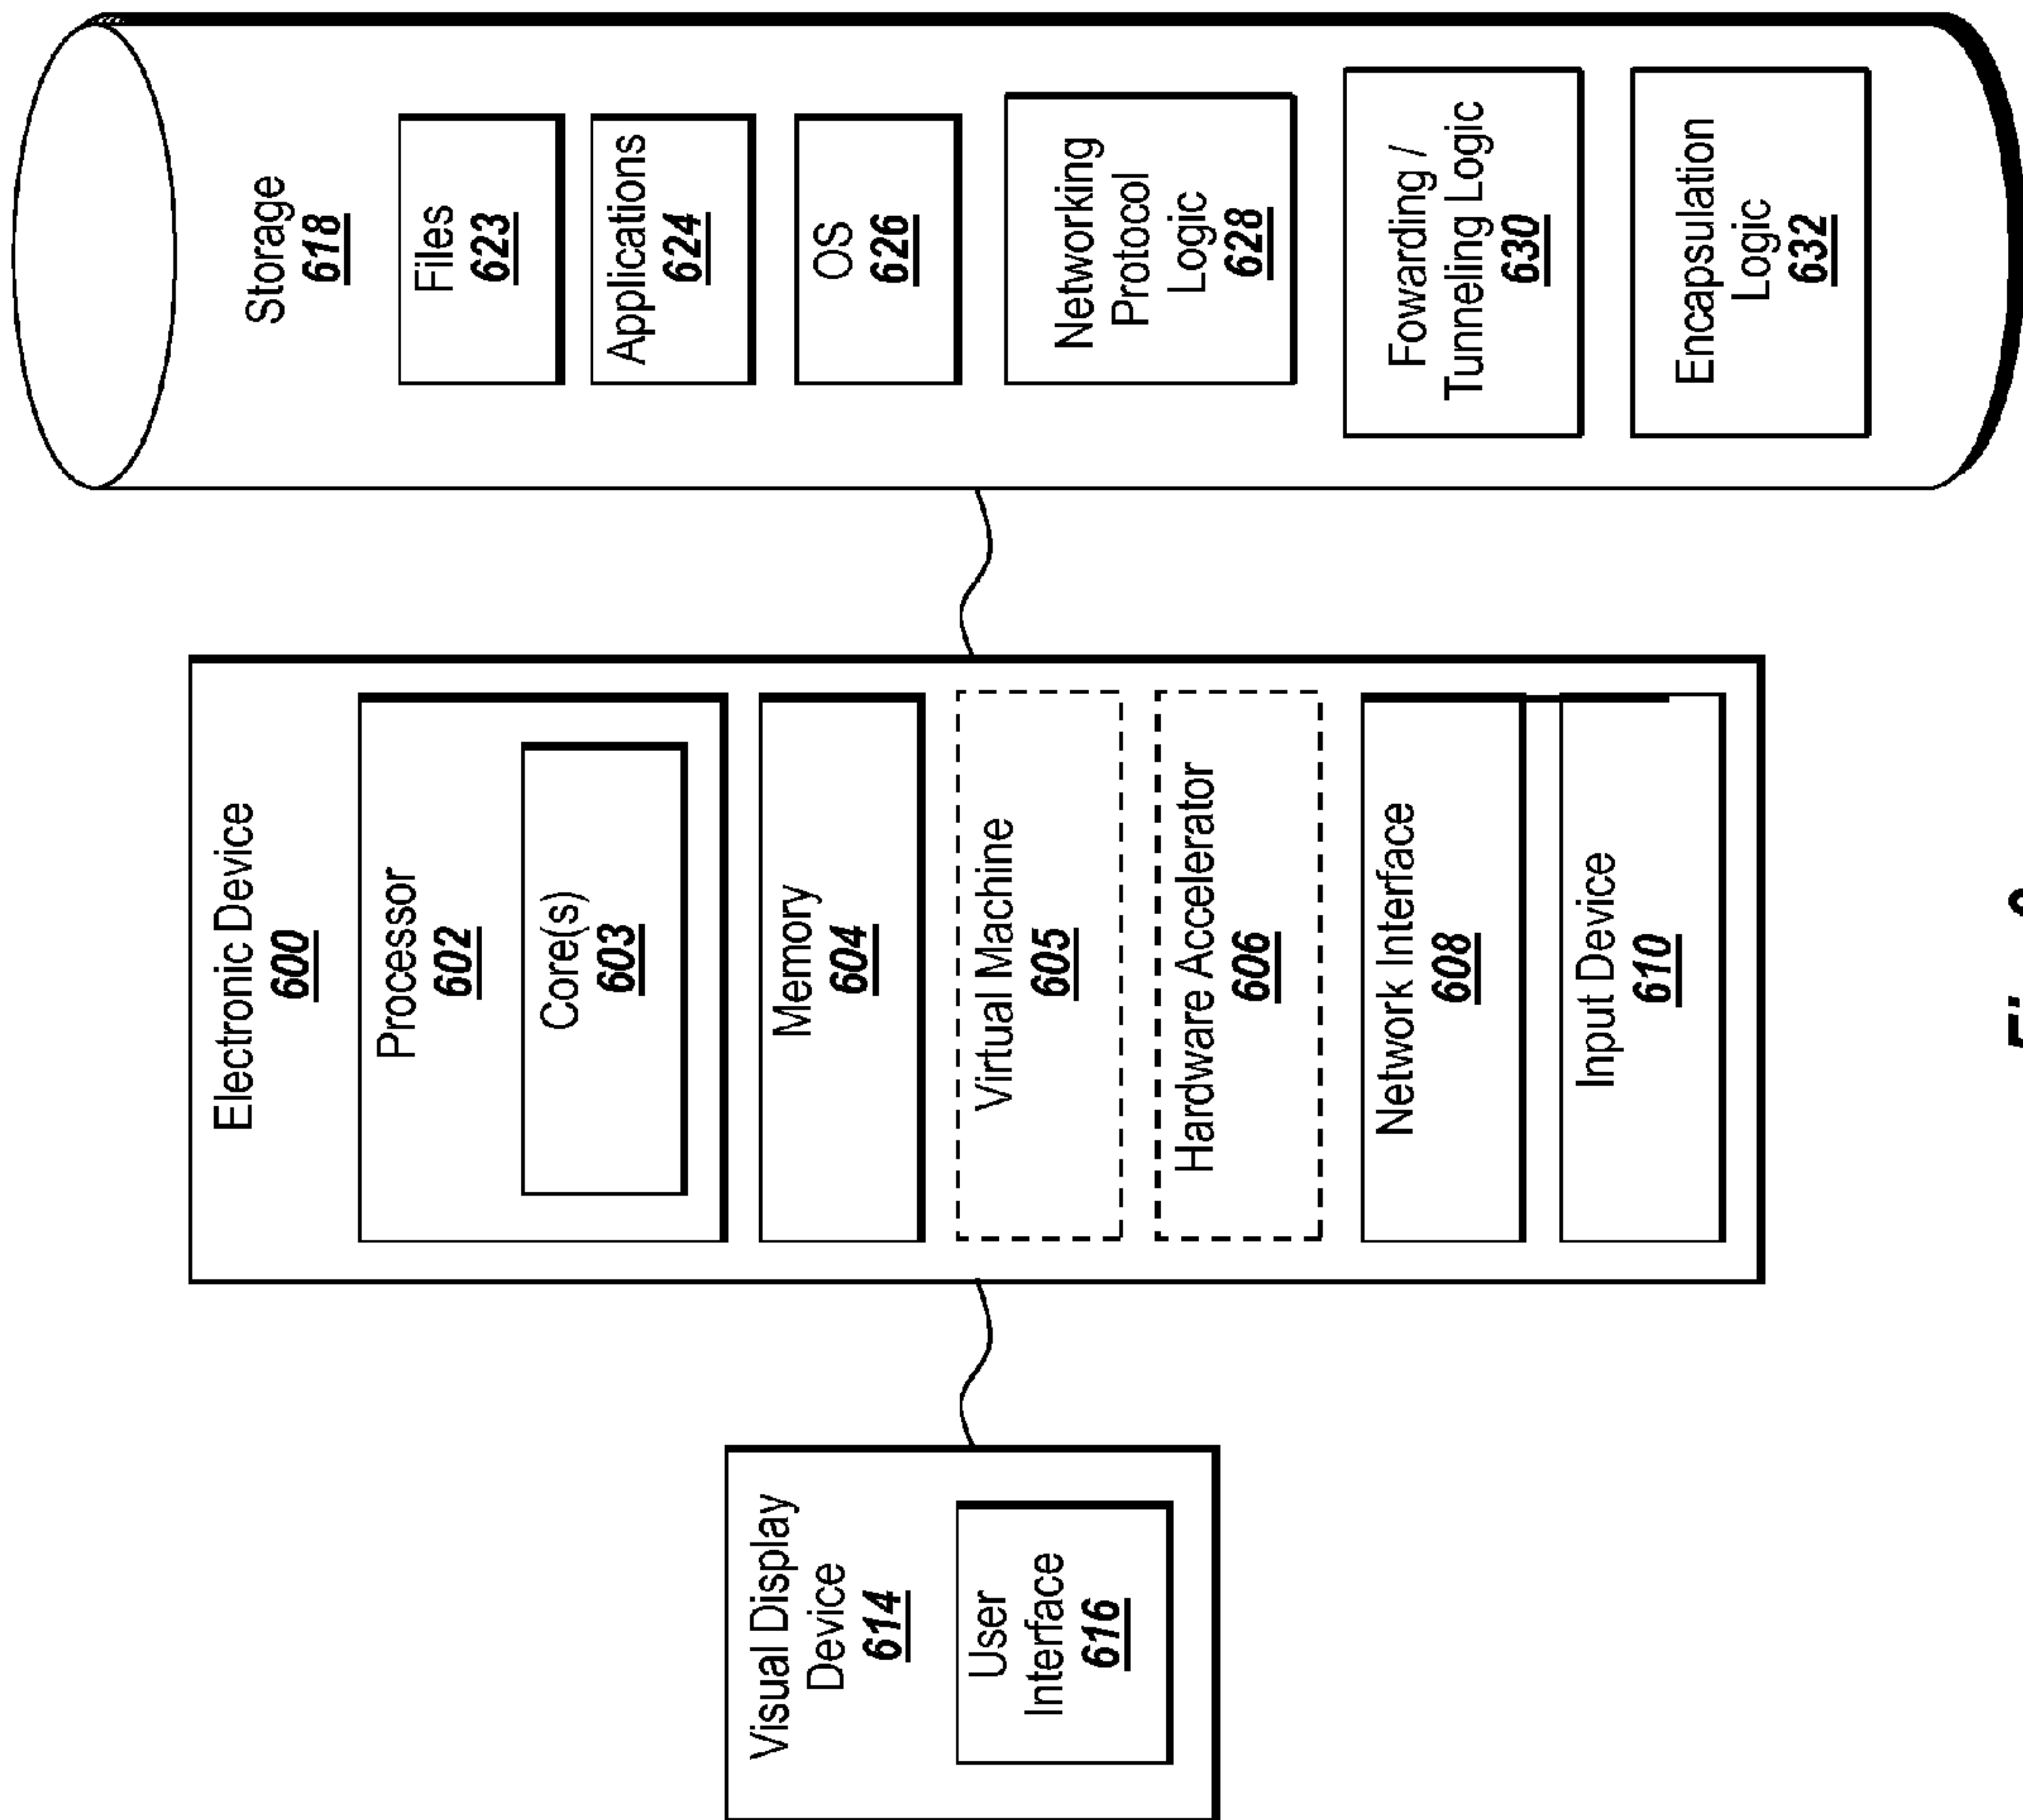 Visual Display
Device
614
User
Interface
616
Electronic Device
600
Processor
602
Core(s)
603
Memory
604
Virtual Machine
605
Hardware Accelerator
606
Network Interface
608
Input Device
610
Storage
618
Files
623
Applications
624
OS
626
Networking
Protocol
Logic
628
Fowarding /
Tunneling Logic
630
Encapsulation
Logic
632